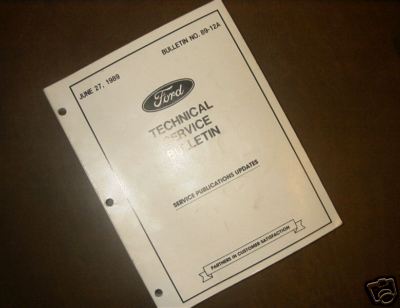 JUNE 27, 1989
BULLETIN NO. 89-12A
Ford
TECHNICAL
SERVICE
BULLETIN
SERVICE PUBLICATIONS UPDATES
PARTNERS IN CUSTOMER SATISFACTION